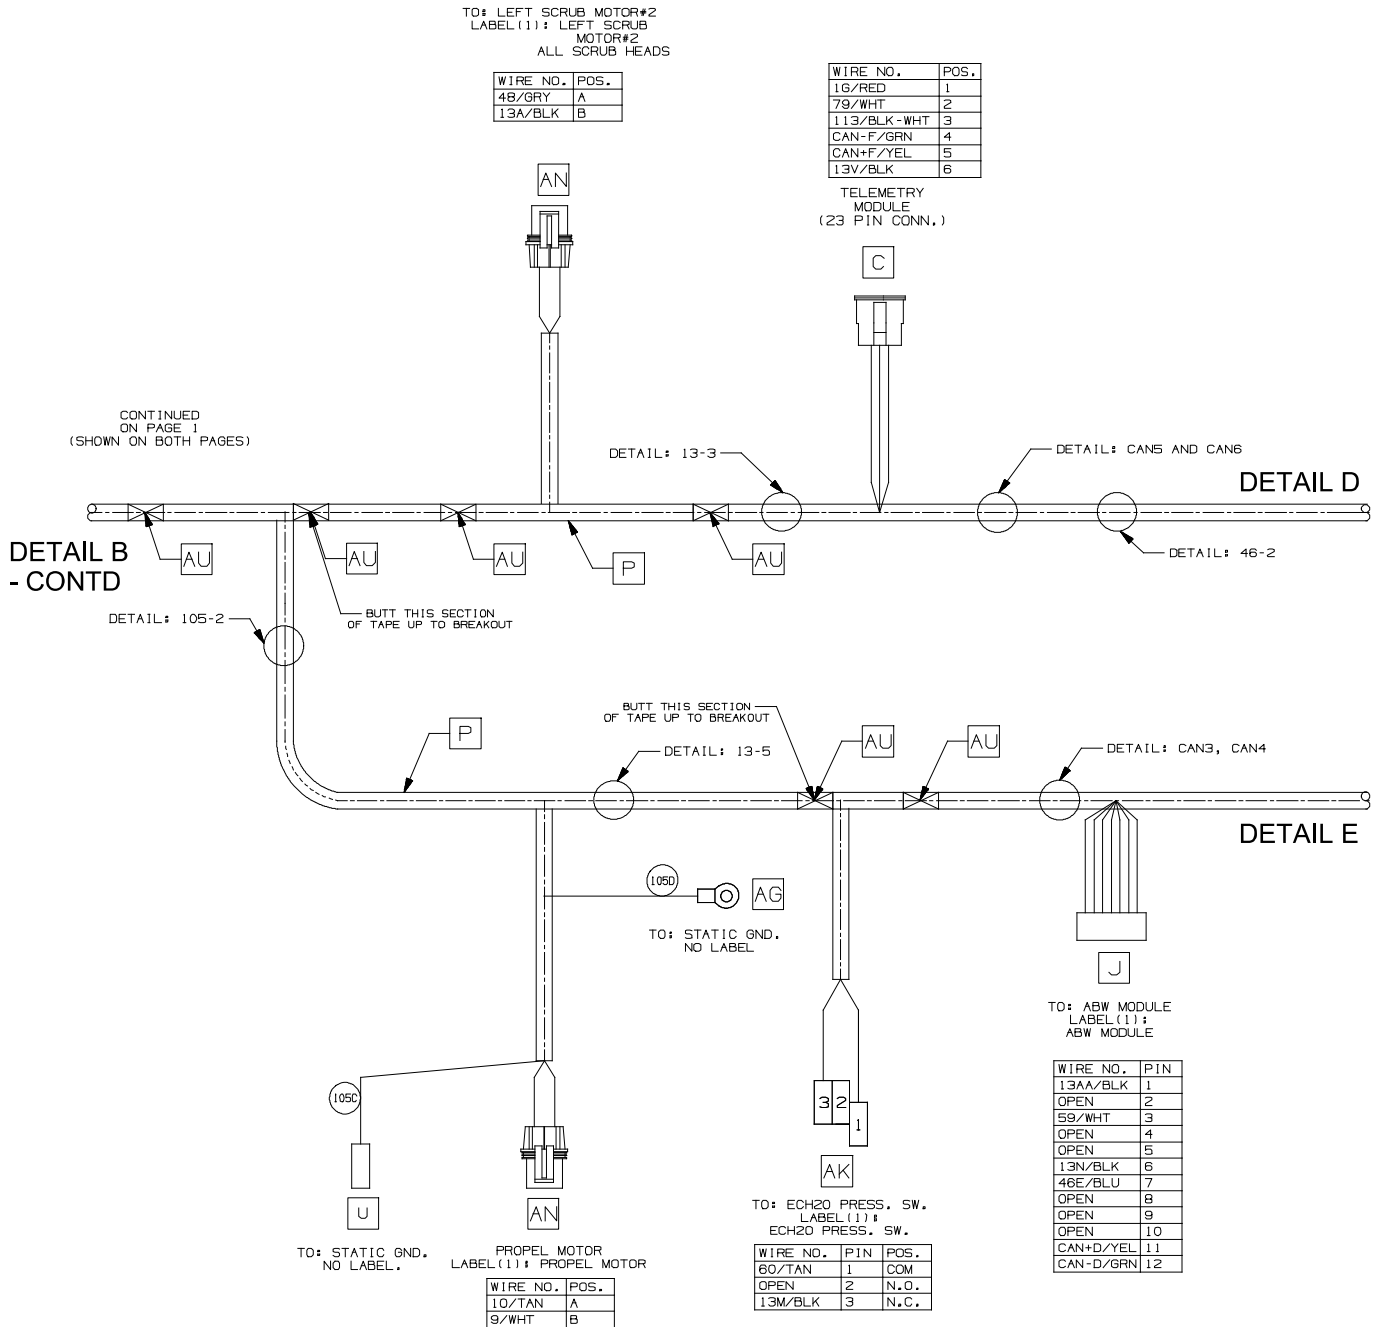 TO: LEFT SCRUB MOTOR#2
LABEL(1): LEFT SCRUB
MOTOR#2
ALL SCRUB HEADS
WIRE NO. POS.
48/GRY A
13A/BLK B
AN
WIRE NO. POS.
1G/RED 1
79/WHT 2
113/BLK-WHT 3
CAN-F/GRN 4
CAN+F/YEL 5
13V/BLK 6
TELEMETRY
MODULE
(23 PIN CONN.)
C
CONTINUED
ON PAGE 1
(SHOWN ON BOTH PAGES)
DETAIL: 13-3
DETAIL: CAN5 AND CAN6
DETAIL D
DETAIL B
- CONTD
AU
AU
AU
P
AU
DETAIL: 46-2
BUTT THIS SECTION
OF TAPE UP TO BREAKOUT
DETAIL: 105-2
BUTT THIS SECTION
OF TAPE UP TO BREAKOUT
P
DETAIL: 13-5
AU
AU
DETAIL: CAN3, CAN4
DETAIL E
105D
AG
TO: STATIC GND.
NO LABEL
J
TO: ABW MODULE
LABEL(1):
ABW MODULE
WIRE NO. PIN
13AA/BLK 1
OPEN 2
59/WHT 3
OPEN 4
OPEN 5
13N/BLK 6
46E/BLU 7
OPEN 8
OPEN 9
OPEN 10
CAN+D/YEL 11
CAN-D/GRN 12
105C
U
TO: STATIC GND.
NO LABEL.
AN
PROPEL MOTOR
LABEL(1): PROPEL MOTOR
WIRE NO. POS.
10/TAN A
9/WHT B
3 2
1
AK
TO: ECH2O PRESS. SW.
LABEL(1):
ECH2O PRESS. SW.
WIRE NO. PIN POS.
60/TAN 1 COM
OPEN 2 N.O.
13M/BLK 3 N.C.